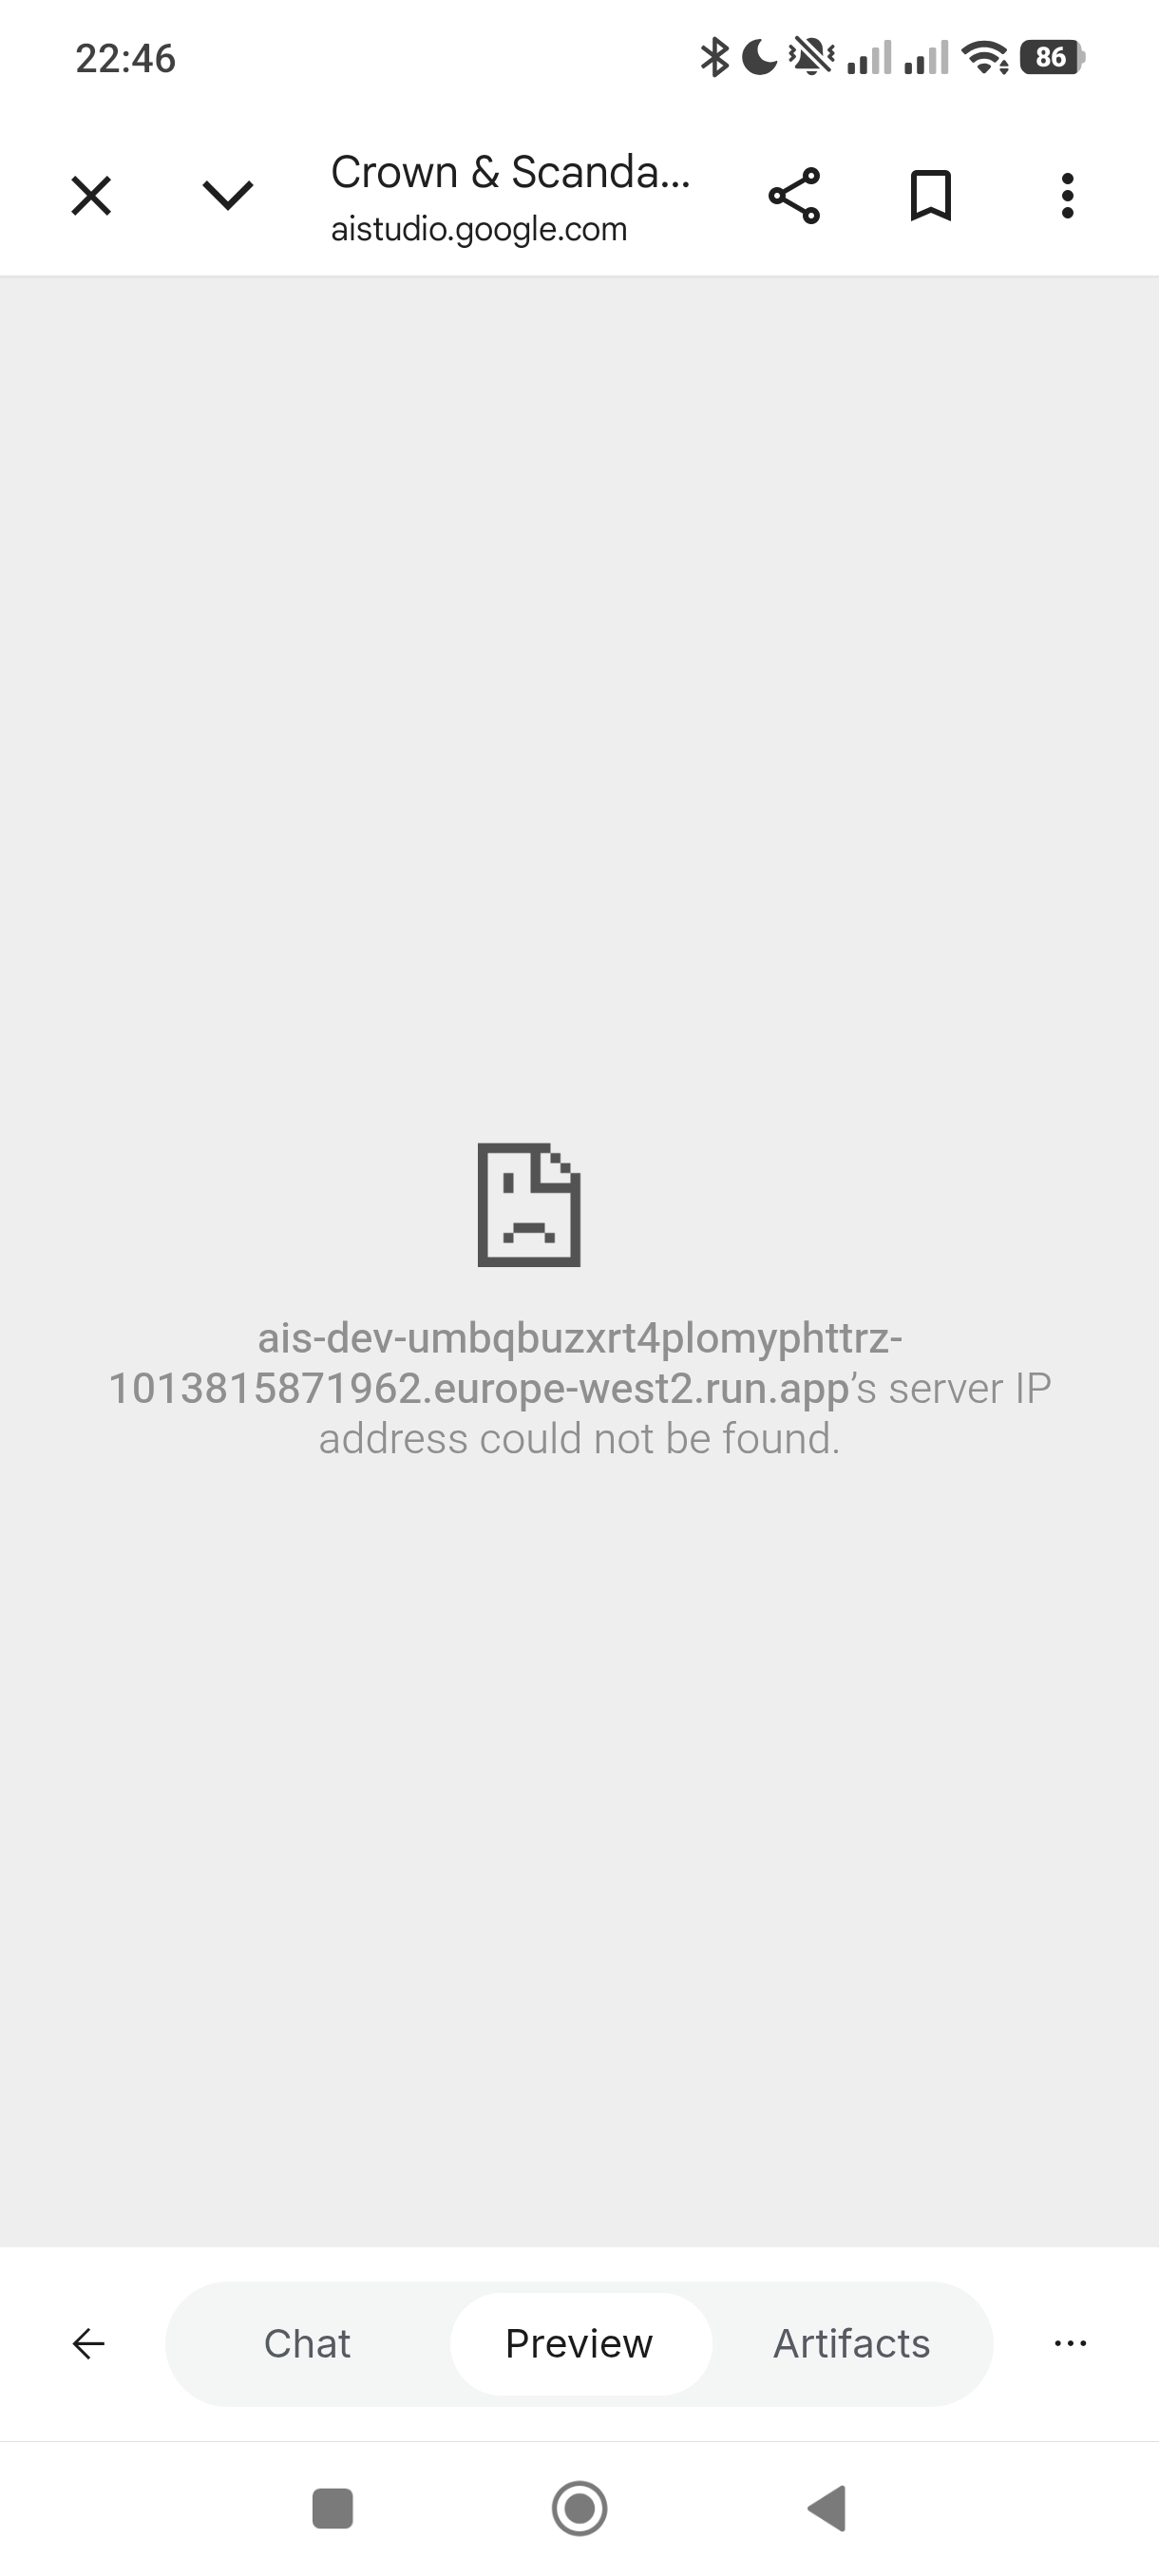 22:46
86
Crown & Scanda...
aistudio.google.com
ais-dev-umbqbuzxrt4plomyphttrz-
1013815871962.europe-west2.run.app’s server IP
address could not be found.
Chat
Preview
Artifacts